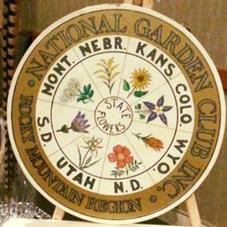 NATIONAL GARDEN CLUB INC.
ROCKY MOUNTAIN REGION
MONT. NEBR. KANS. COLO. WYO.
N.D. UTAH S.D.
STATE
FLOWERS